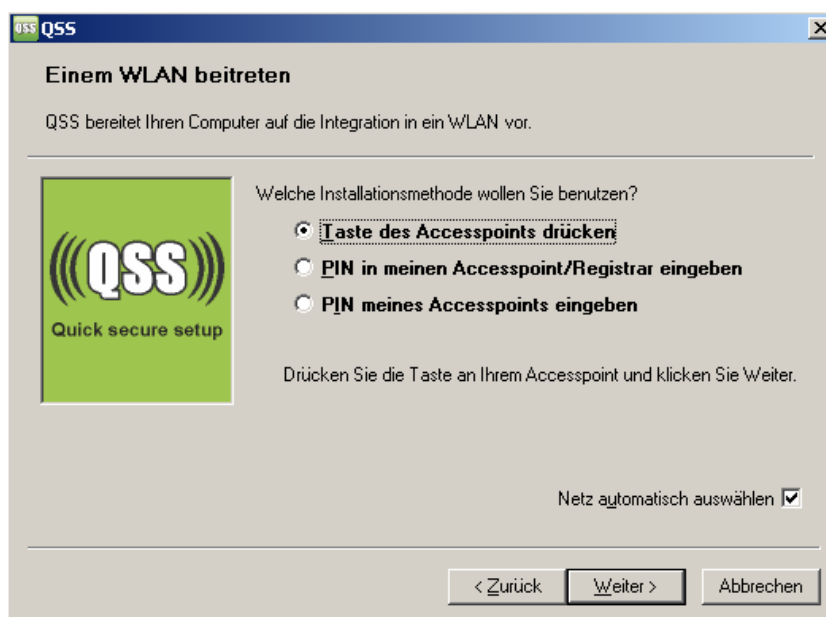 QSS QSS
Einem WLAN beitreten
QSS bereitet Ihren Computer auf die Integration in ein WLAN vor.
Welche Installationsmethode wollen Sie benutzen?
Taste des Accesspoints drücken
PIN in meinen Accesspoint/Registrar eingeben
PIN meines Accesspoints eingeben
QSS
Quick secure setup
Drücken Sie die Taste an Ihrem Accesspoint und klicken Sie Weiter.
Netz automatisch auswählen
< Zurück
Weiter >
Abbrechen